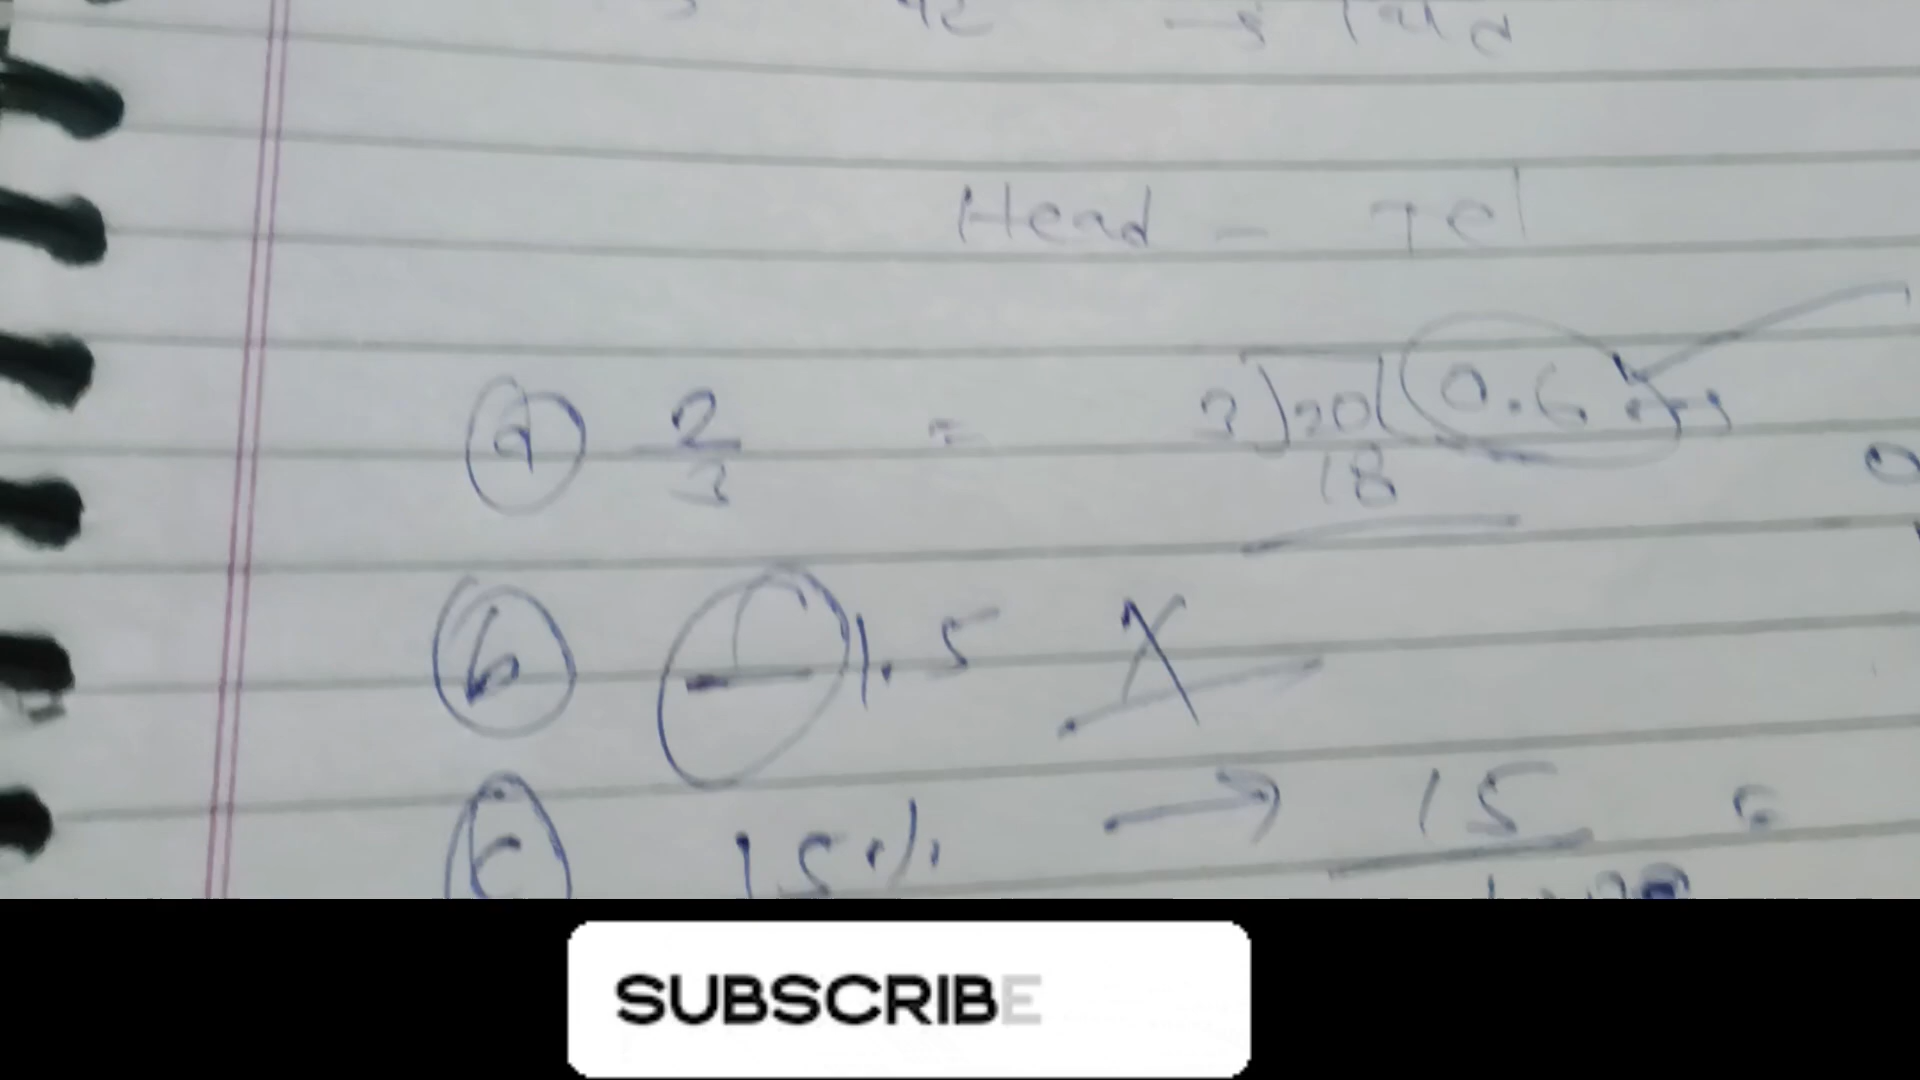 Head - Tel
(a) 2/3 = 3)20(0.6
18
(b) -1.5 X
(c) 15% → 15
SUBSCRIBE